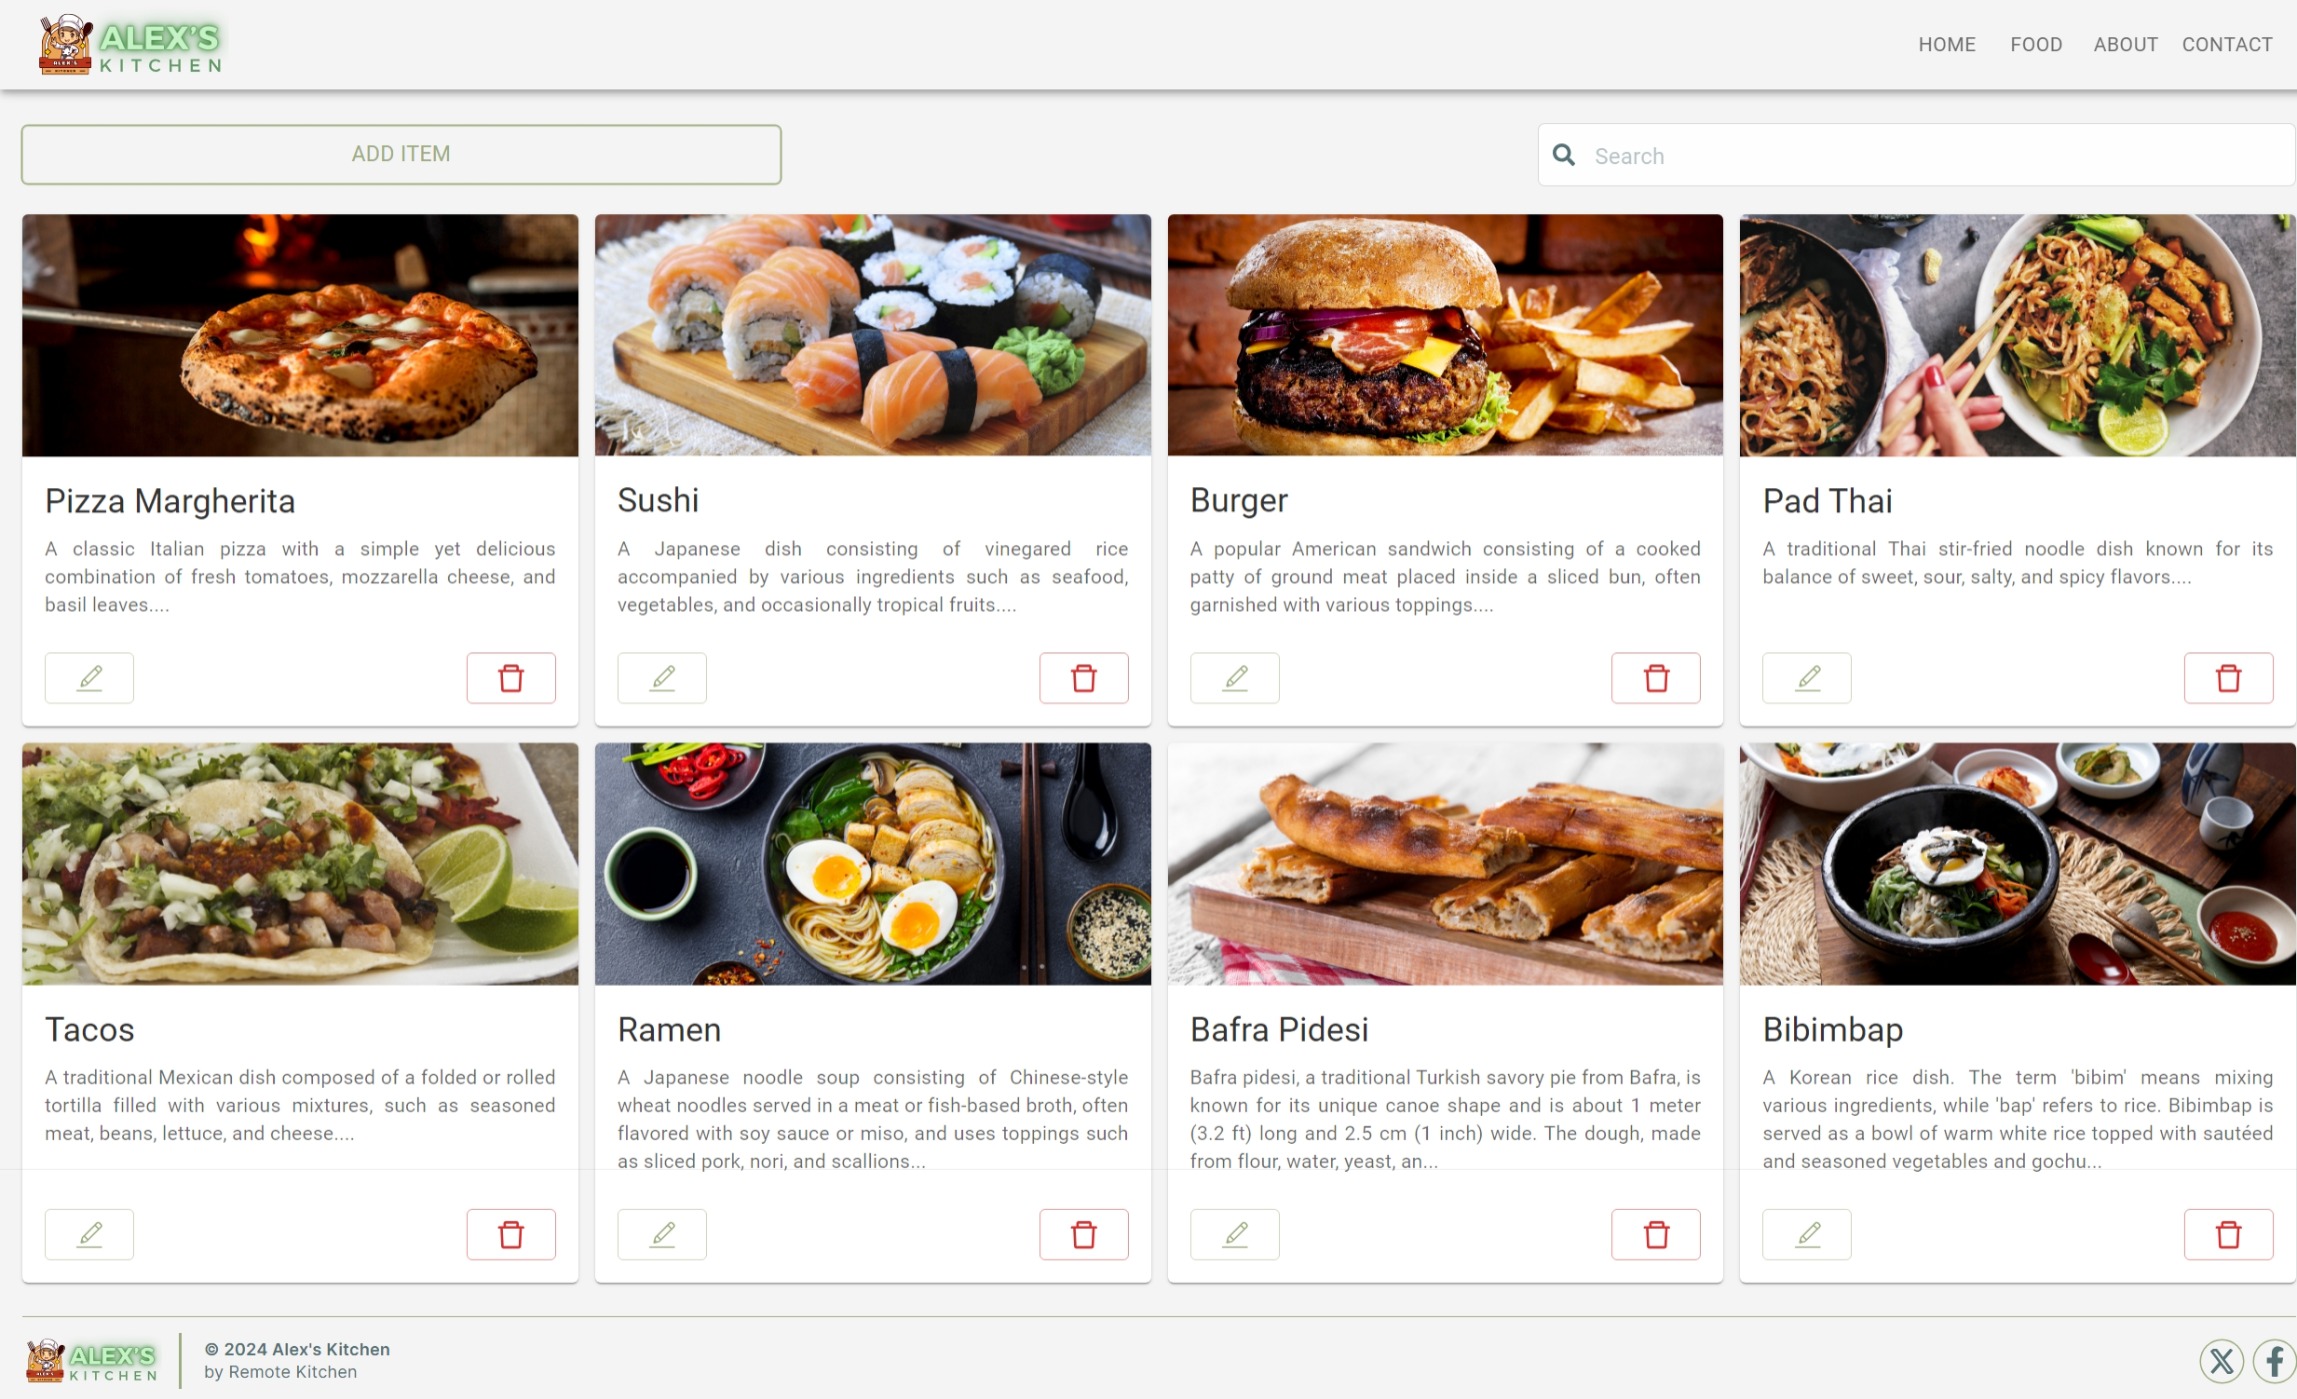 ALEX'S
KITCHEN
HOME FOOD ABOUT CONTACT
ADD ITEM
Search
Pizza Margherita
A classic Italian pizza with a simple yet delicious
combination of fresh tomatoes, mozzarella cheese, and
basil leaves....
Sushi
A Japanese dish consisting of vinegared rice
accompanied by various ingredients such as seafood,
vegetables, and occasionally tropical fruits....
Burger
A popular American sandwich consisting of a cooked
patty of ground meat placed inside a sliced bun, often
garnished with various toppings....
Pad Thai
A traditional Thai stir-fried noodle dish known for its
balance of sweet, sour, salty, and spicy flavors....
Tacos
A traditional Mexican dish composed of a folded or rolled
tortilla filled with various mixtures, such as seasoned
meat, beans, lettuce, and cheese....
Ramen
A Japanese noodle soup consisting of Chinese-style
wheat noodles served in a meat or fish-based broth, often
flavored with soy sauce or miso, and uses toppings such
as sliced pork, nori, and scallions...
Bafra Pidesi
Bafra pidesi, a traditional Turkish savory pie from Bafra, is
known for its unique canoe shape and is about 1 meter
(3.2 ft) long and 2.5 cm (1 inch) wide. The dough, made
from flour, water, yeast, an...
Bibimbap
A Korean rice dish. The term 'bibim' means mixing
various ingredients, while 'bap' refers to rice. Bibimbap is
served as a bowl of warm white rice topped with sautéed
and seasoned vegetables and gochu...
ALEX'S
KITCHEN
© 2024 Alex's Kitchen
by Remote Kitchen